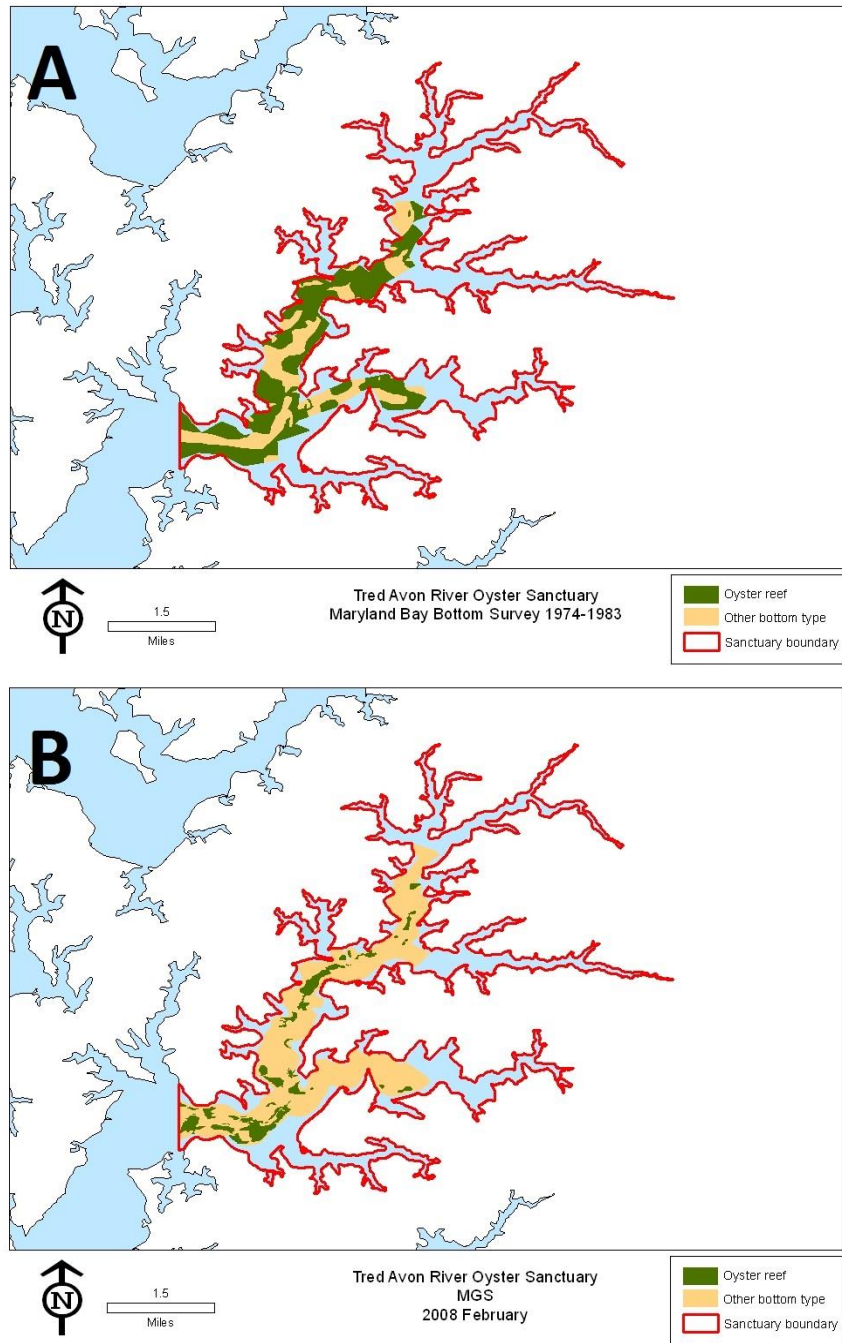 A
N
1.5
Miles
Tred Avon River Oyster Sanctuary
Maryland Bay Bottom Survey 1974-1983
Oyster reef
Other bottom type
Sanctuary boundary
B
N
1.5
Miles
Tred Avon River Oyster Sanctuary
MGS
2008 February
Oyster reef
Other bottom type
Sanctuary boundary